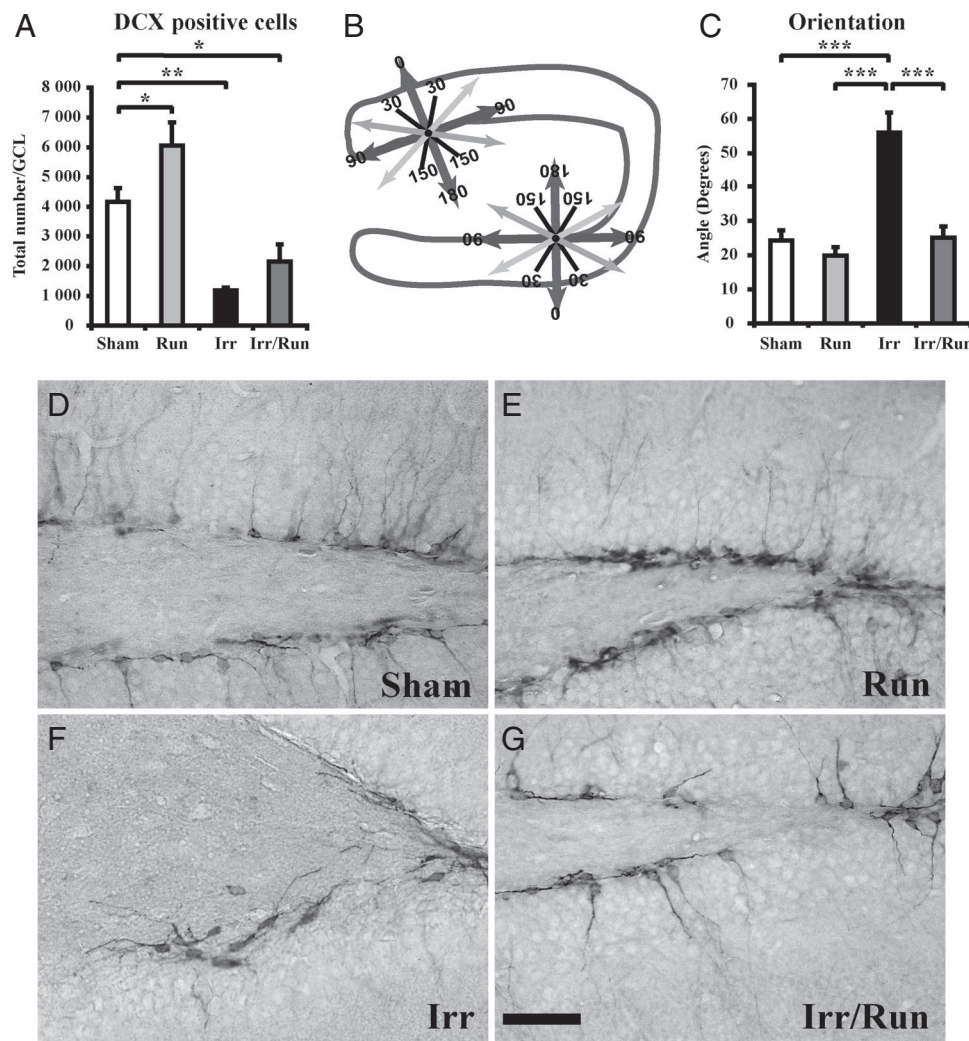 A
DCX positive cells
*
**
*
Total number/GCL
8 000
7 000
6 000
5 000
4 000
3 000
2 000
1 000
0
Sham Run Irr Irr/Run
B
0
30
30
90
90
150
150
180
180
150
150
90
90
30
30
0
C
Orientation
***
*** ***
Angle (Degrees)
70
60
50
40
30
20
10
0
Sham Run Irr Irr/Run
D
Sham
E
Run
F
Irr
G
Irr/Run